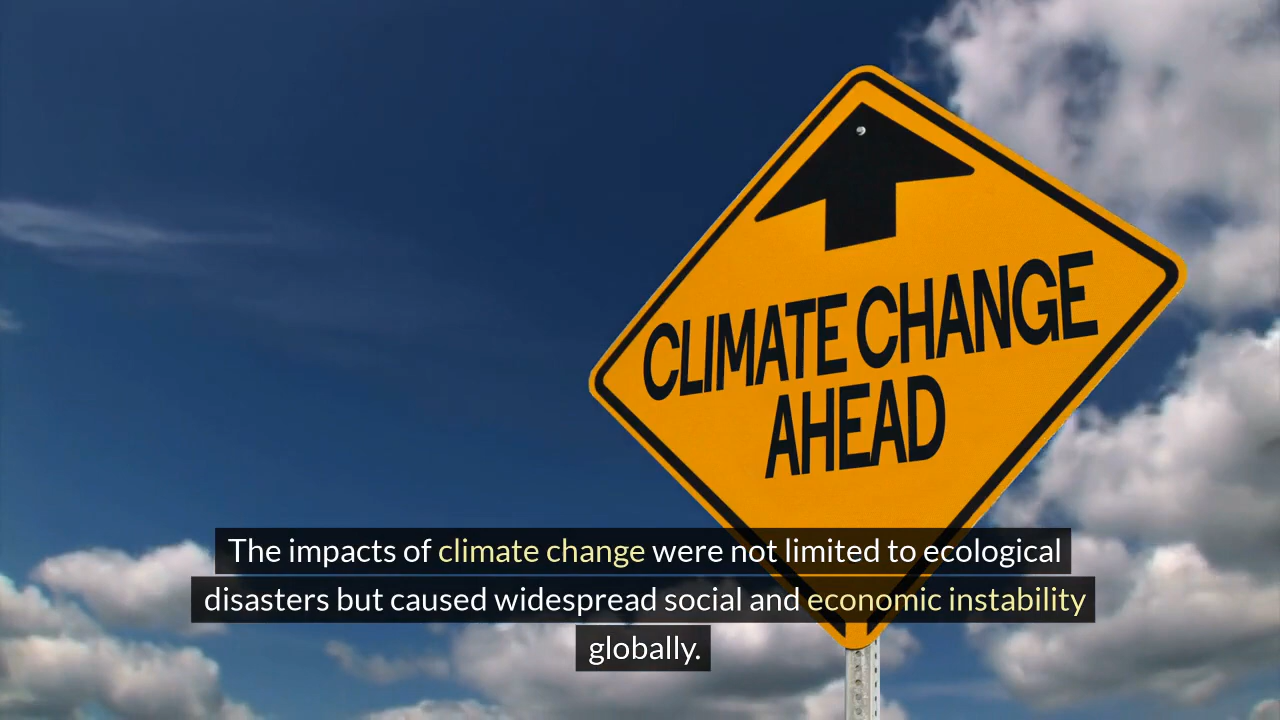 CLIMATE CHANGE
AHEAD
The impacts of climate change were not limited to ecological
disasters but caused widespread social and economic instability
globally.